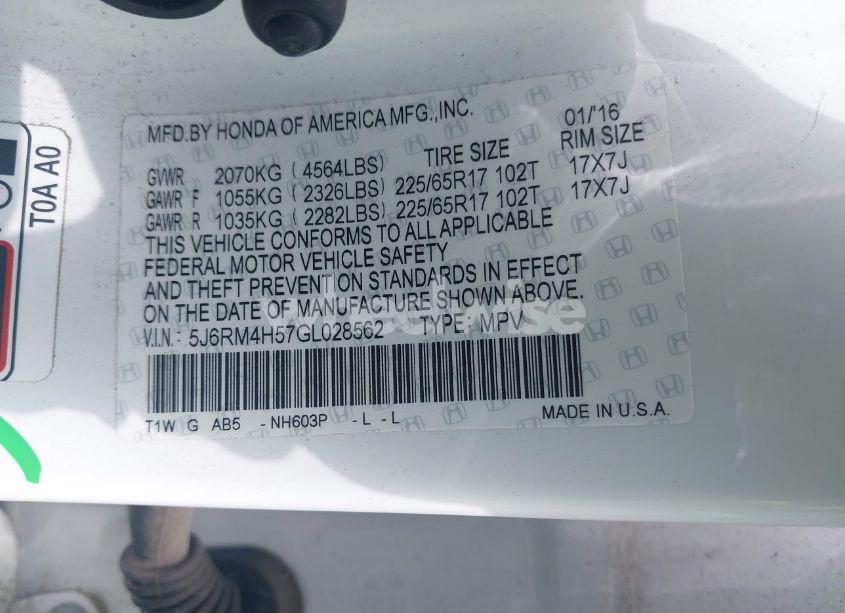 MFD.BY HONDA OF AMERICA MFG.,INC. 01/'16
TIRE SIZE RIM SIZE
GVWR 2070KG (4564LBS)
GAWR F 1055KG (2326LBS) 225/65R17 102T 17X7J
GAWR R 1035KG (2282LBS) 225/65R17 102T 17X7J
THIS VEHICLE CONFORMS TO ALL APPLICABLE
FEDERAL MOTOR VEHICLE SAFETY
AND THEFT PREVENTION STANDARDS IN EFFECT
ON THE DATE OF MANUFACTURE SHOWN ABOVE.
V.I.N.: 5J6RM4H57GL028562 TYPE: MPV
T1W G AB5 -NH603P -L -L MADE IN U.S.A.
T0A A0